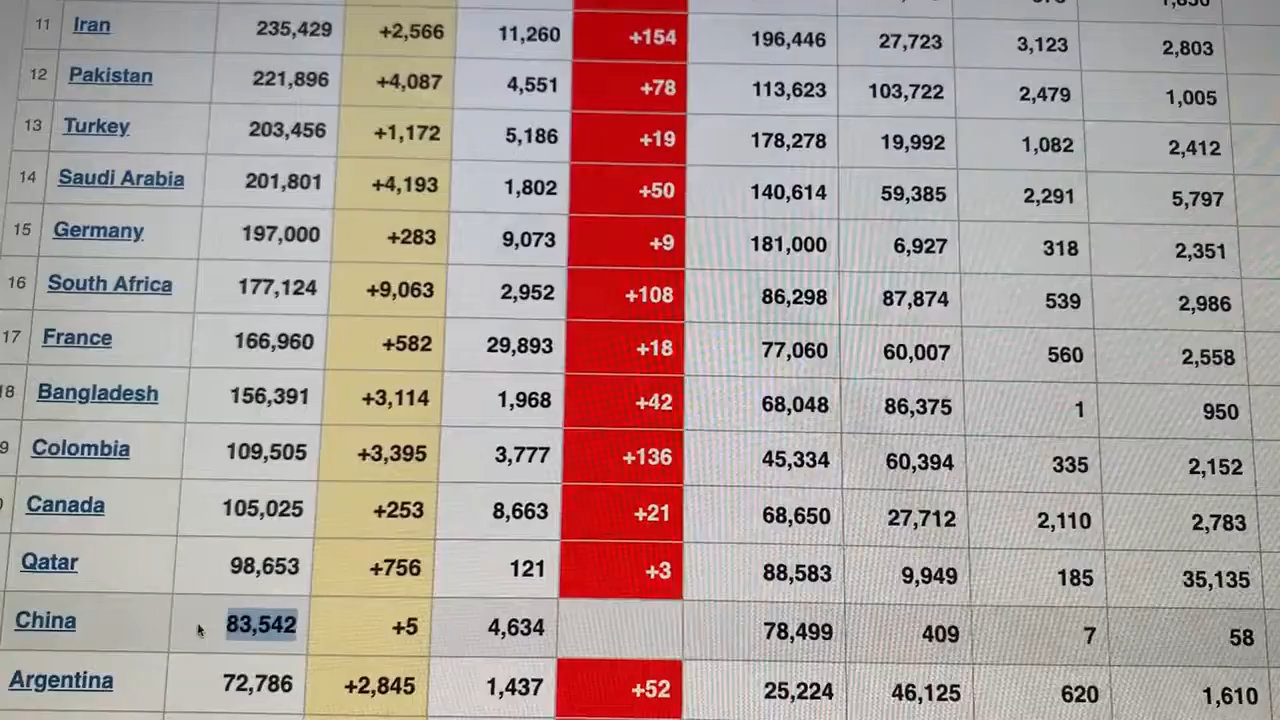 11 Iran 235,429 +2,566 11,260 +154 196,446 27,723 3,123 2,803
12 Pakistan 221,896 +4,087 4,551 +78 113,623 103,722 2,479 1,005
13 Turkey 203,456 +1,172 5,186 +19 178,278 19,992 1,082 2,412
14 Saudi Arabia 201,801 +4,193 1,802 +50 140,614 59,385 2,291 5,797
15 Germany 197,000 +283 9,073 +9 181,000 6,927 318 2,351
16 South Africa 177,124 +9,063 2,952 +108 86,298 87,874 539 2,986
17 France 166,960 +582 29,893 +18 77,060 60,007 560 2,558
18 Bangladesh 156,391 +3,114 1,968 +42 68,048 86,375 1 950
9 Colombia 109,505 +3,395 3,777 +136 45,334 60,394 335 2,152
Canada 105,025 +253 8,663 +21 68,650 27,712 2,110 2,783
Qatar 98,653 +756 121 +3 88,583 9,949 185 35,135
China 83,542 +5 4,634 78,499 409 7 58
Argentina 72,786 +2,845 1,437 +52 25,224 46,125 620 1,610